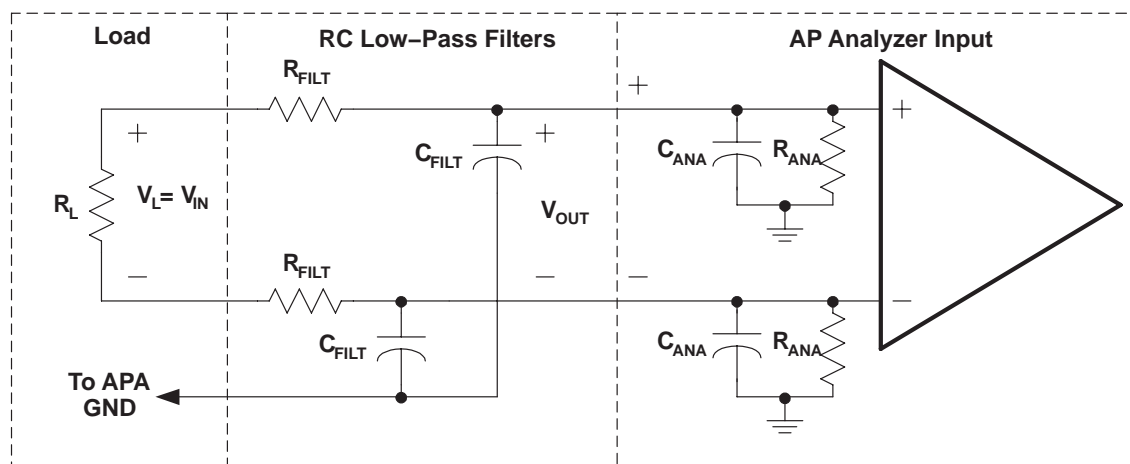 Load
RC Low–Pass Filters
AP Analyzer Input
R_FILT
+
+
+
+
C_FILT
C_ANA
R_ANA
R_L
V_L= V_IN
V_OUT
–
R_FILT
–
–
–
C_FILT
C_ANA
R_ANA
To APA
GND